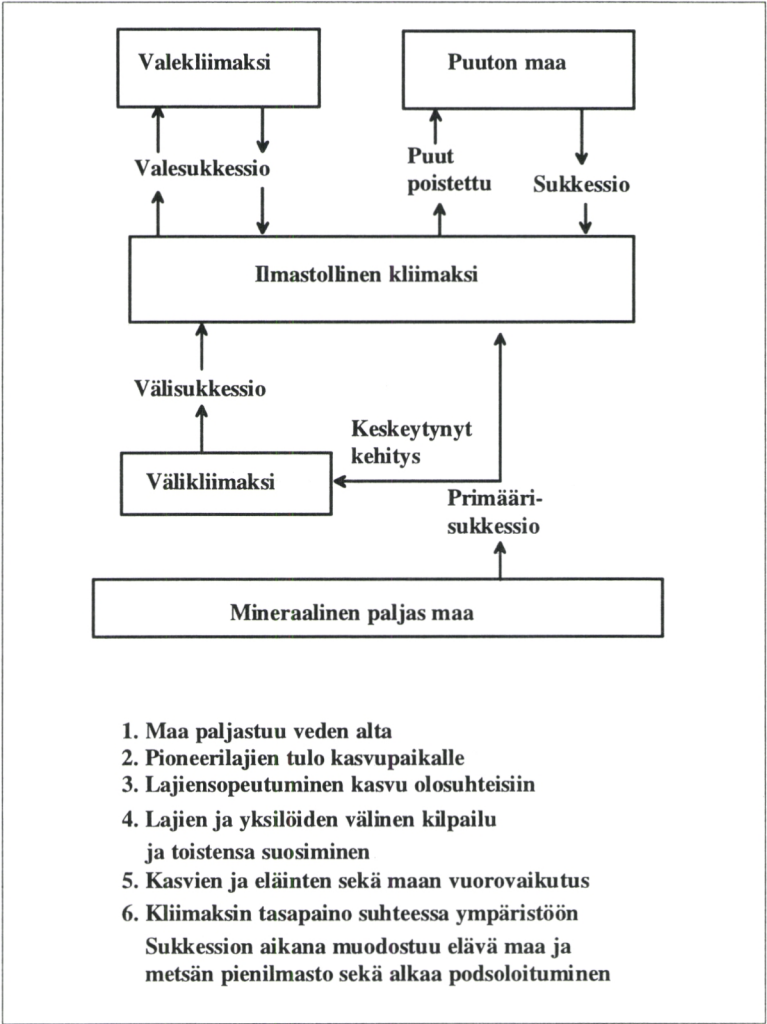 Valekliimaksi
Puuton maa
Valesukkessio
Puut
poistettu
Sukkessio
Ilmastollinen kliimaksi
Välisukkessio
Keskeytynyt
kehitys
Välikliimaksi
Primääri-
sukkessio
Mineraalinen paljas maa
1. Maa paljastuu veden alta
2. Pioneerilajien tulo kasvupaikalle
3. Lajiensopeutuminen kasvu olosuhteisiin
4. Lajien ja yksilöiden välinen kilpailu
ja toistensa suosiminen
5. Kasvien ja eläinten sekä maan vuorovaikutus
6. Kliimaksin tasapaino suhteessa ympäristöön
Sukkession aikana muodostuu elävä maa ja
metsän pienilmasto sekä alkaa podsoloituminen